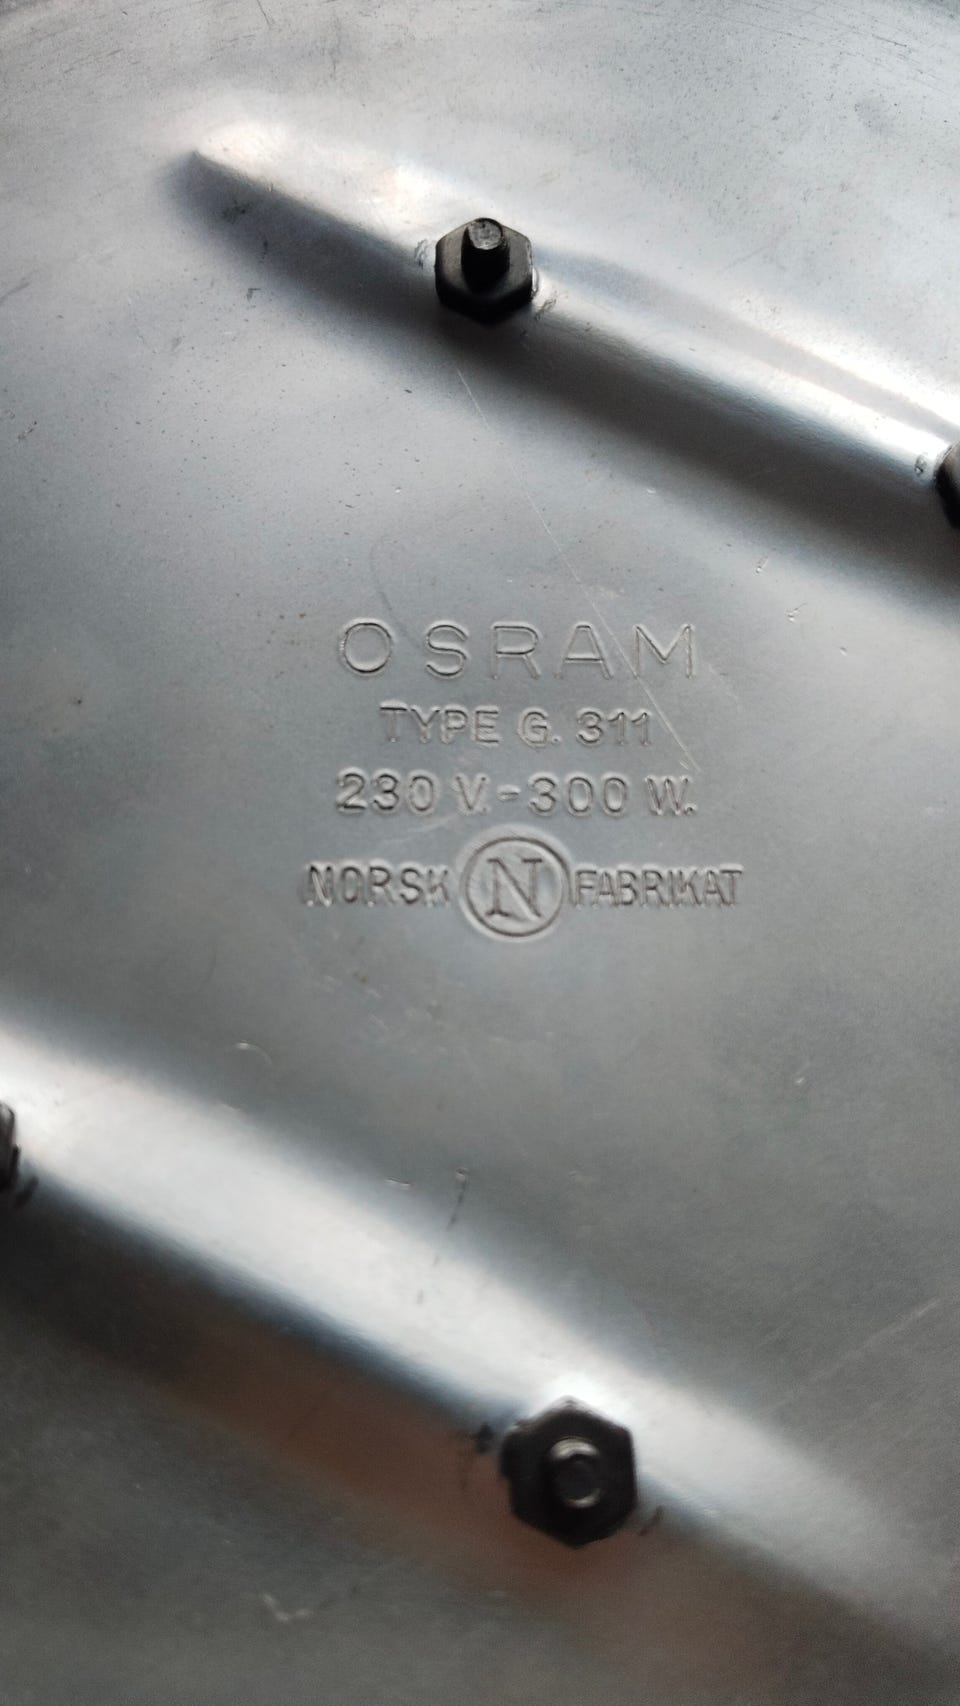 OSRAM
TYPE G. 311
230 V.-300 W.
NORSK N FABRIKAT